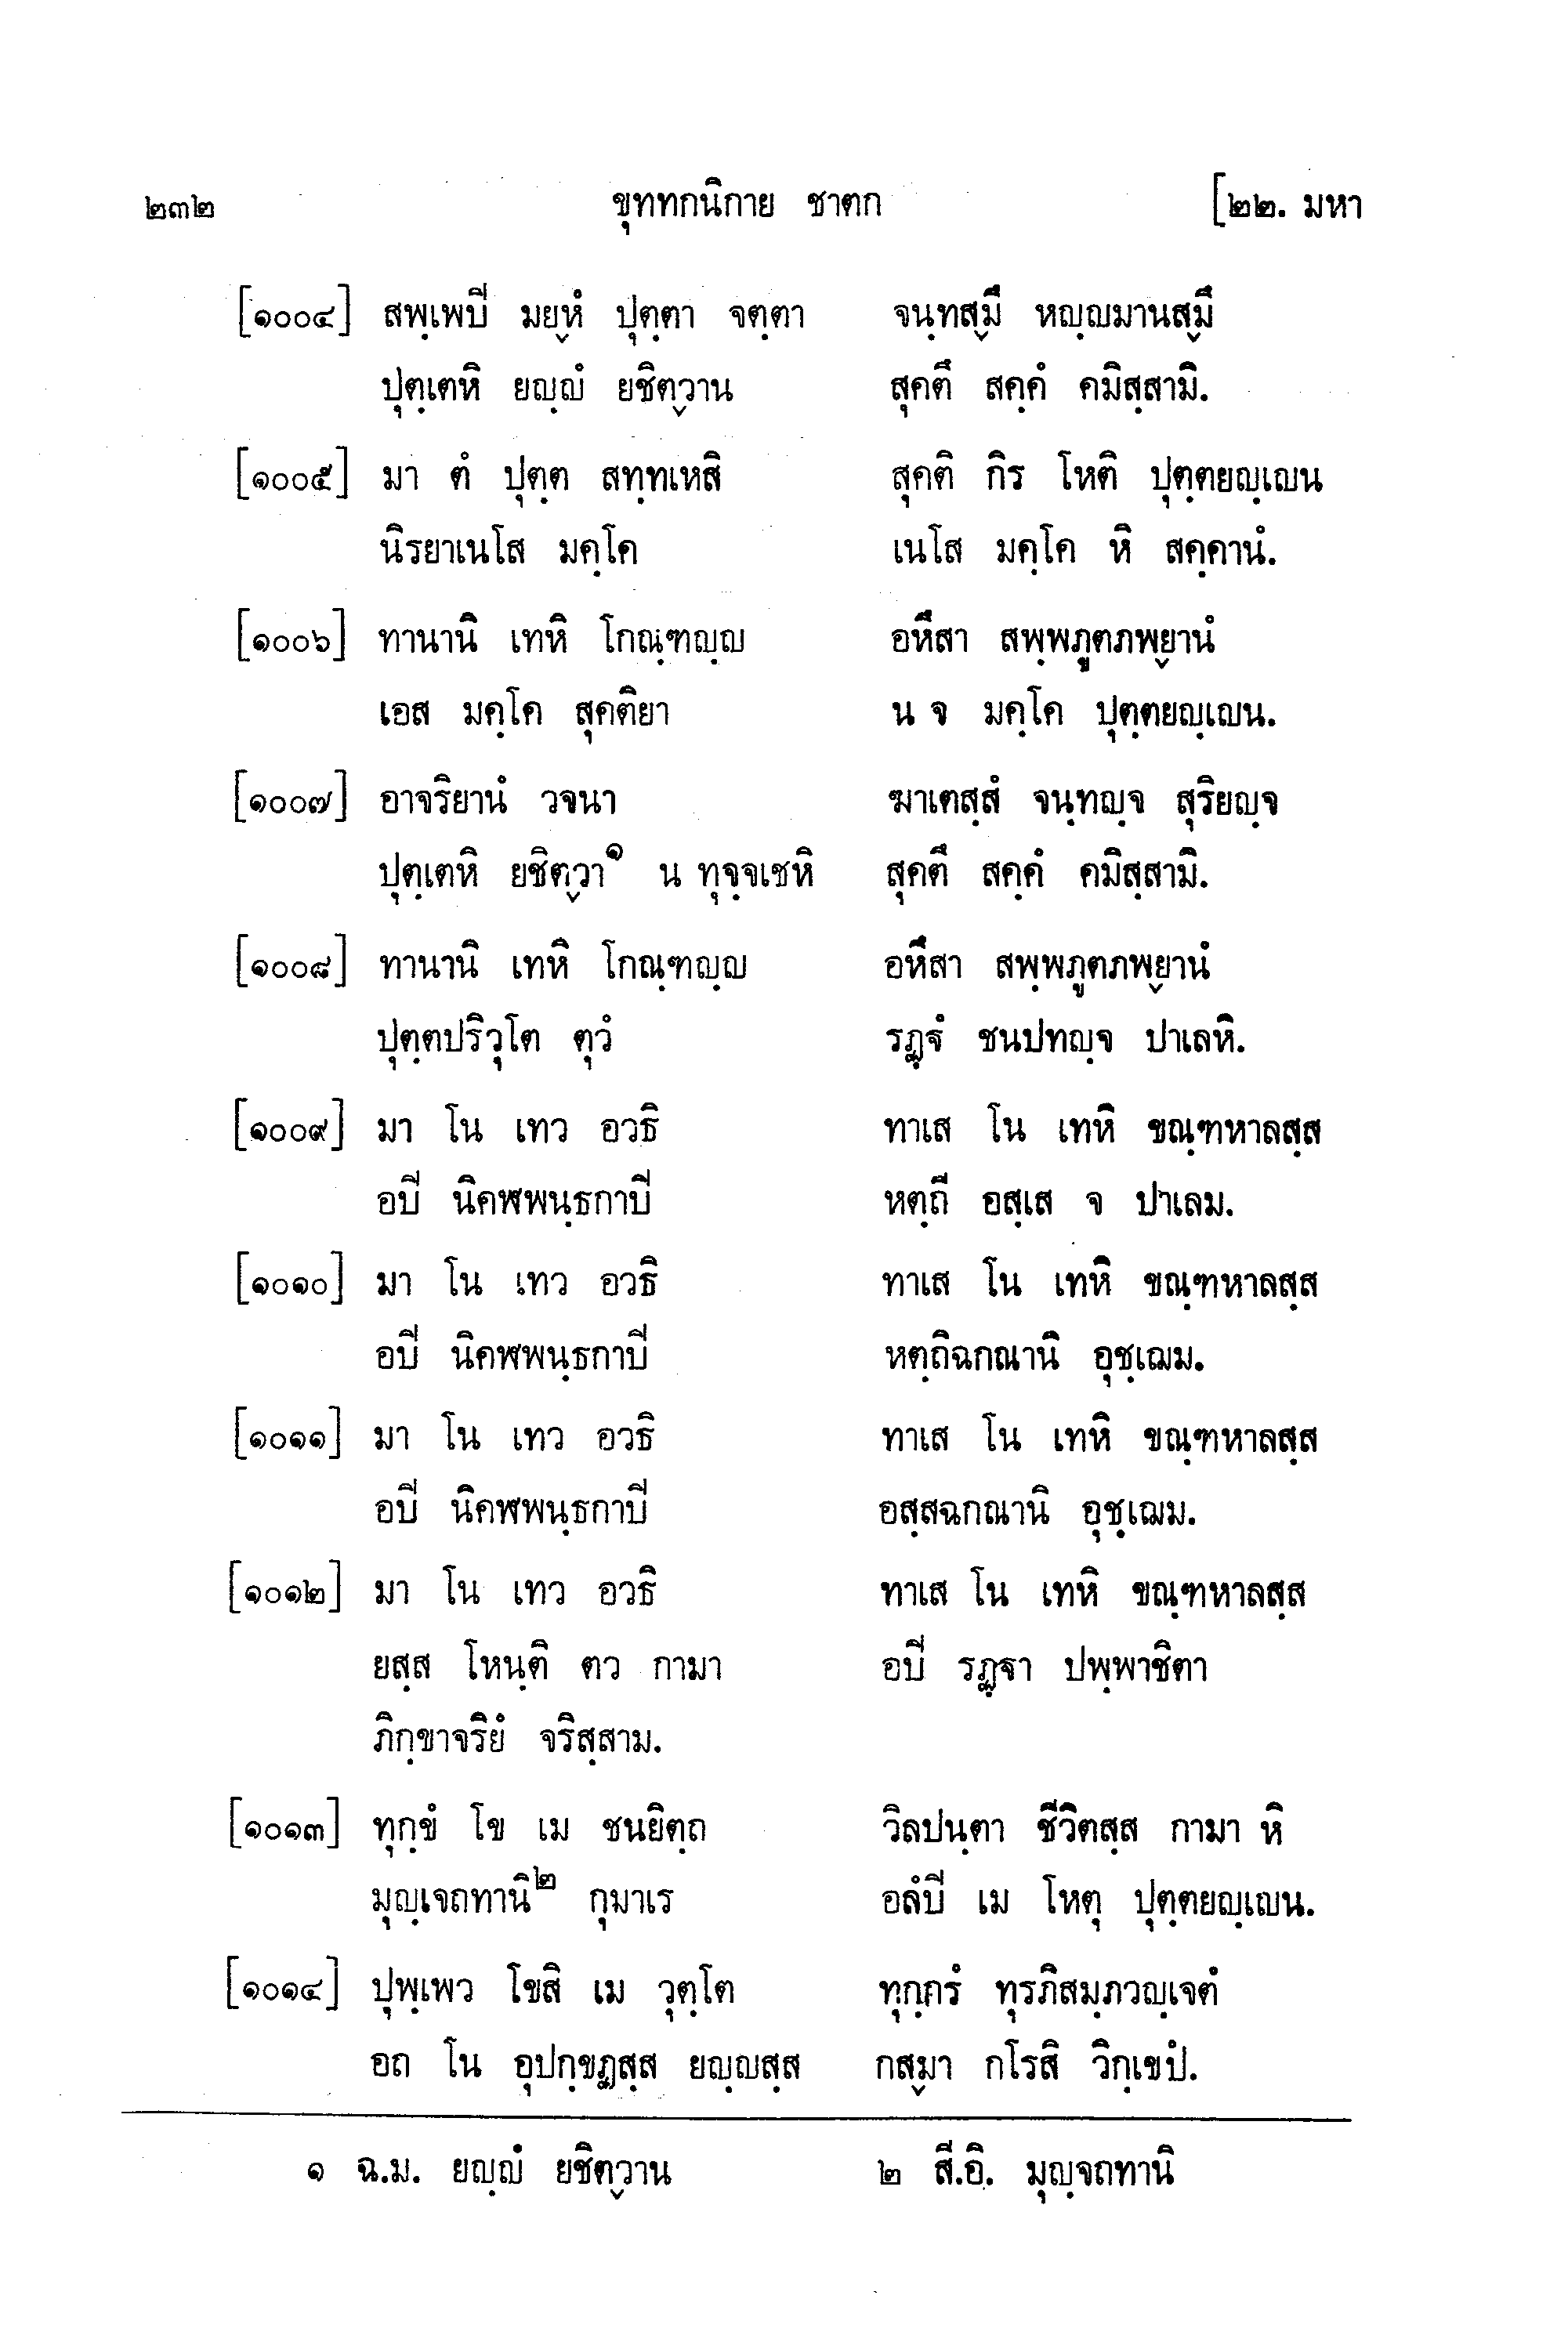 ๒๓๒ ขุททกนิกาย ชาตก [๒๒. มหา
[๑๐๐๔] สพฺเพปิ มย๎หํ ปุตฺตา จตฺตา จนฺทส๎มึ หญฺญมานส๎มึ
ปุตฺเตหิ ยญฺญํ ยชิต๎วาน สุคตึ สคฺคํ คมิสฺสามิ.
[๑๐๐๕] มา ตํ ปุตฺต สทฺทเหสิ สุคติ กิร โหติ ปุตฺตยญฺเญน
นิรยาเนโส มคฺโค เนโส มคฺโค หิ สคฺคานํ.
[๑๐๐๖] ทานานิ เทหิ โกณฺฑญฺญ อหึสา สพฺพภูตภพ๎ยานํ
เอส มคฺโค สุคติยา น จ มคฺโค ปุตฺตยญฺเญน.
[๑๐๐๗] อาจริยานํ วจนา ฆาเตสฺสํ จนฺทญฺจ สุริยญฺจ
ปุตฺเตหิ ยชิต๎วา๑ น ทุจฺจเชหิ สุคตึ สคฺคํ คมิสฺสามิ.
[๑๐๐๘] ทานานิ เทหิ โกณฺฑญฺญ อหึสา สพฺพภูตภพ๎ยานํ
ปุตฺตปริวุโต ตุวํ รฏฺฐํ ชนปทญฺจ ปาเลหิ.
[๑๐๐๙] มา โน เทว อวธิ ทาเส โน เทหิ ขณฺฑหาลสฺส
อปิ นิคฬพนฺธกาปิ หตฺถี อสฺเส จ ปาเลม.
[๑๐๑๐] มา โน เทว อวธิ ทาเส โน เทหิ ขณฺฑหาลสฺส
อปิ นิคฬพนฺธกาปิ หตฺถิฉกณานิ อุชฺเฌม.
[๑๐๑๑] มา โน เทว อวธิ ทาเส โน เทหิ ขณฺฑหาลสฺส
อปิ นิคฬพนฺธกาปิ อสฺสฉกณานิ อุชฺเฌม.
[๑๐๑๒] มา โน เทว อวธิ ทาเส โน เทหิ ขณฺฑหาลสฺส
ยสฺส โหนฺติ ตว กามา อปิ รฏฺฐา ปพฺพาชิตา
ภิกฺขาจริยํ จริสฺสาม.
[๑๐๑๓] ทุกฺขํ โข เม ชนยิตฺถ วิลปนฺตา ชีวิตสฺส กามา หิ
มุญฺเจถทานิ๒ กุมาเร อลํปิ เม โหตุ ปุตฺตยญฺเญน.
[๑๐๑๔] ปุพฺเพว โขสิ เม วุตฺโต ทุกฺกรํ ทุรภิสมฺภวญฺเจตํ
อถ โน อุปกฺขฏสฺส ยญฺญสฺส กส๎มา กโรสิ วิกฺเขปํ.
๑ ฉ.ม. ยญฺญํ ยชิต๎วาน ๒ สี.อิ. มุญฺจถทานิ